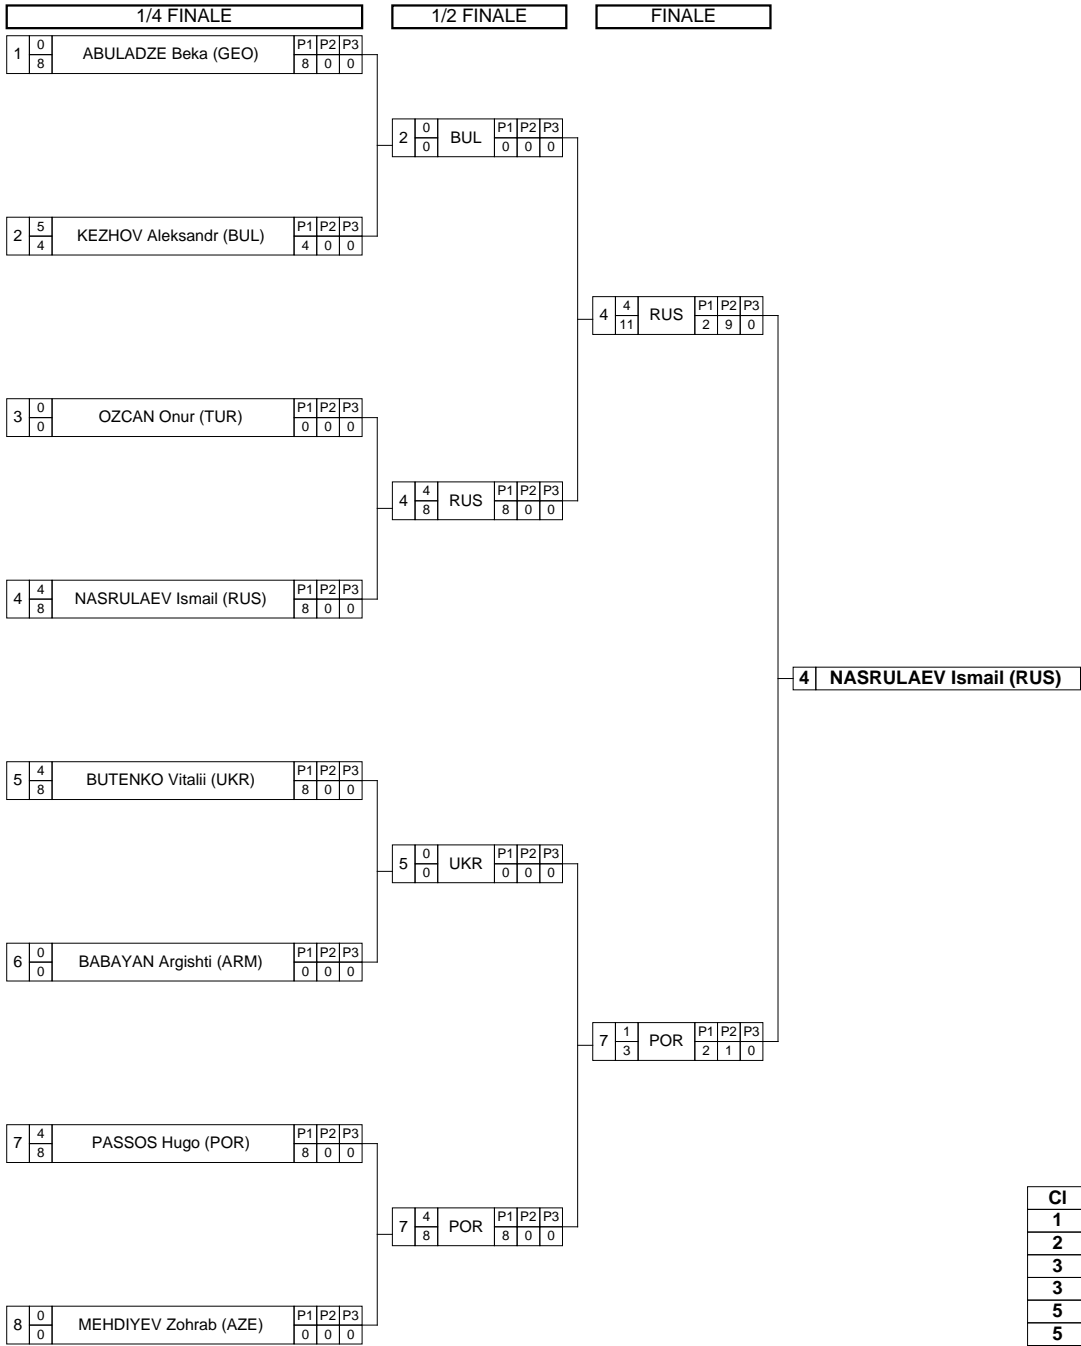 1/4 FINALE 1/2 FINALE FINALE
1 0 8 ABULADZE Beka (GEO) P1 P2 P3 8 0 0
2 0 0 BUL P1 P2 P3 0 0 0
2 5 4 KEZHOV Aleksandr (BUL) P1 P2 P3 4 0 0
4 4 11 RUS P1 P2 P3 2 9 0
3 0 0 OZCAN Onur (TUR) P1 P2 P3 0 0 0
4 4 8 RUS P1 P2 P3 8 0 0
4 4 8 NASRULAEV Ismail (RUS) P1 P2 P3 8 0 0
4 NASRULAEV Ismail (RUS)
5 4 8 BUTENKO Vitalii (UKR) P1 P2 P3 8 0 0
5 0 0 UKR P1 P2 P3 0 0 0
6 0 0 BABAYAN Argishti (ARM) P1 P2 P3 0 0 0
7 1 3 POR P1 P2 P3 2 1 0
7 4 8 PASSOS Hugo (POR) P1 P2 P3 8 0 0
7 4 8 POR P1 P2 P3 8 0 0
8 0 0 MEHDIYEV Zohrab (AZE) P1 P2 P3 0 0 0
Cl
1
2
3
3
5
5